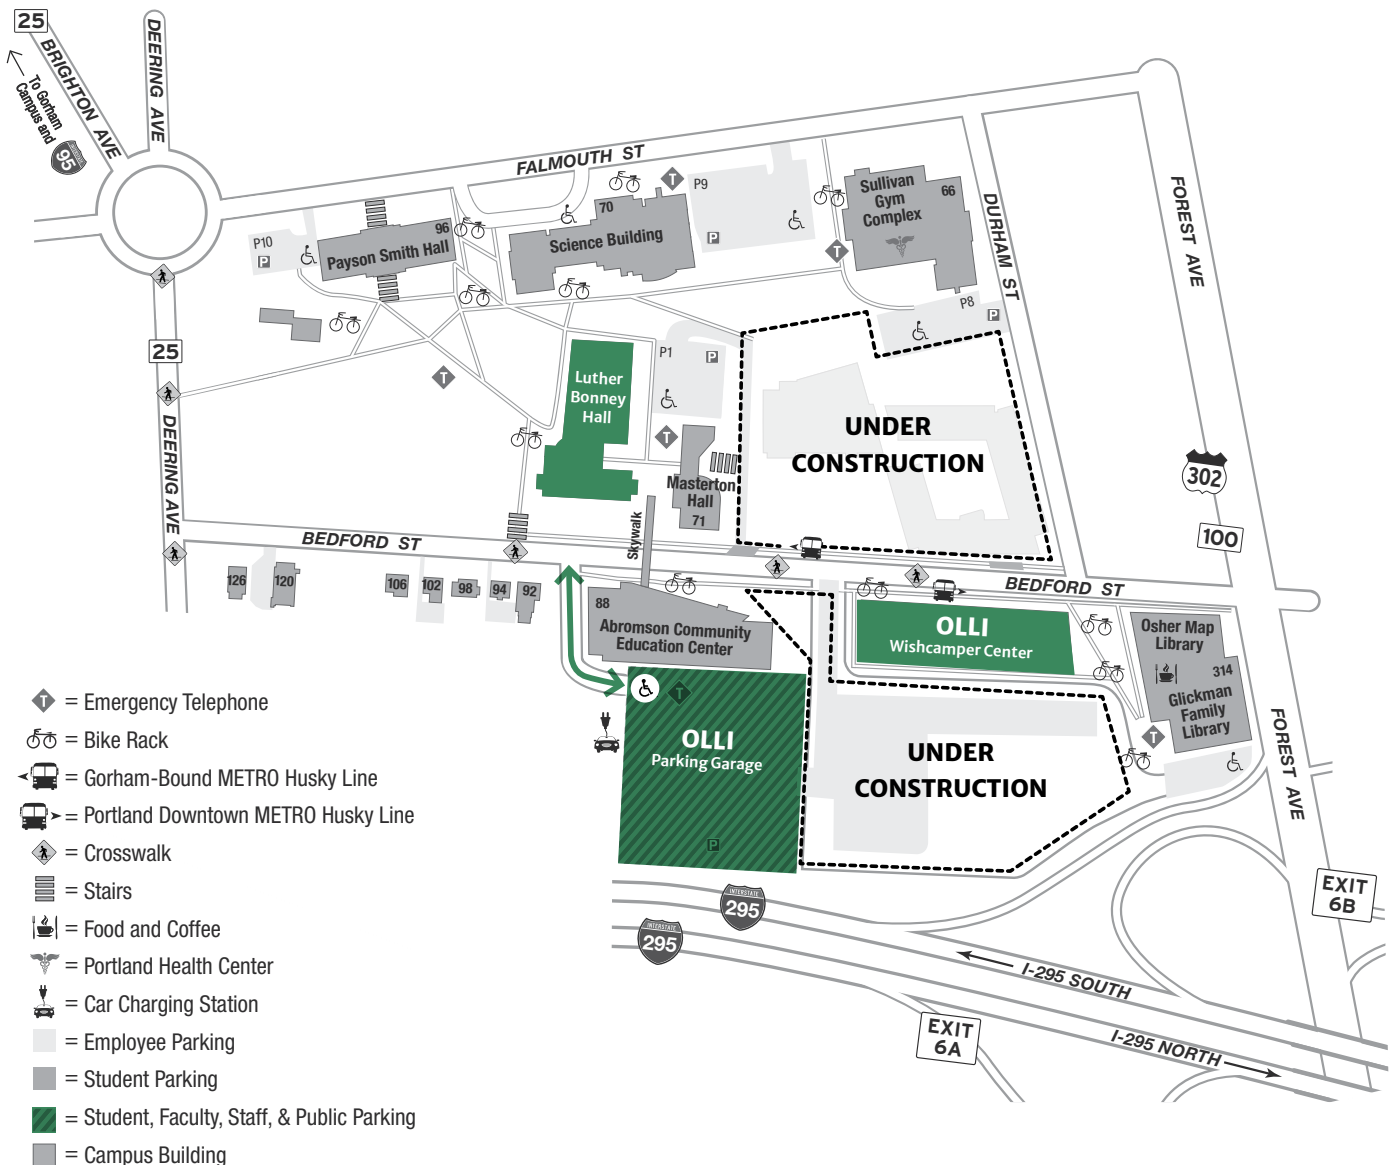 25
BRIGHTON AVE
To Gorham
Campus and
INTERSTATE
95
DEERING AVE
FALMOUTH ST
FOREST AVE
DURHAM ST
P10
P
96
Payson Smith Hall
70
Science Building
T
P9
P
Sullivan
Gym
Complex
66
T
P8
P
25
DEERING AVE
T
Luther
Bonney
Hall
P1
P
T
Masterton
Hall
71
UNDER
CONSTRUCTION
302
100
BEDFORD ST
Skywalk
BEDFORD ST
126
120
106
102
98
94
92
88
Abromson Community
Education Center
OLLI
Wishcamper Center
Osher Map
Library
314
Glickman
Family
Library
T
T
OLLI
Parking Garage
P
UNDER
CONSTRUCTION
FOREST AVE
INTERSTATE
295
INTERSTATE
295
EXIT
6B
I-295 SOUTH
EXIT
6A
I-295 NORTH
T = Emergency Telephone
= Bike Rack
= Gorham-Bound METRO Husky Line
= Portland Downtown METRO Husky Line
= Crosswalk
= Stairs
= Food and Coffee
= Portland Health Center
= Car Charging Station
= Employee Parking
= Student Parking
= Student, Faculty, Staff, & Public Parking
= Campus Building